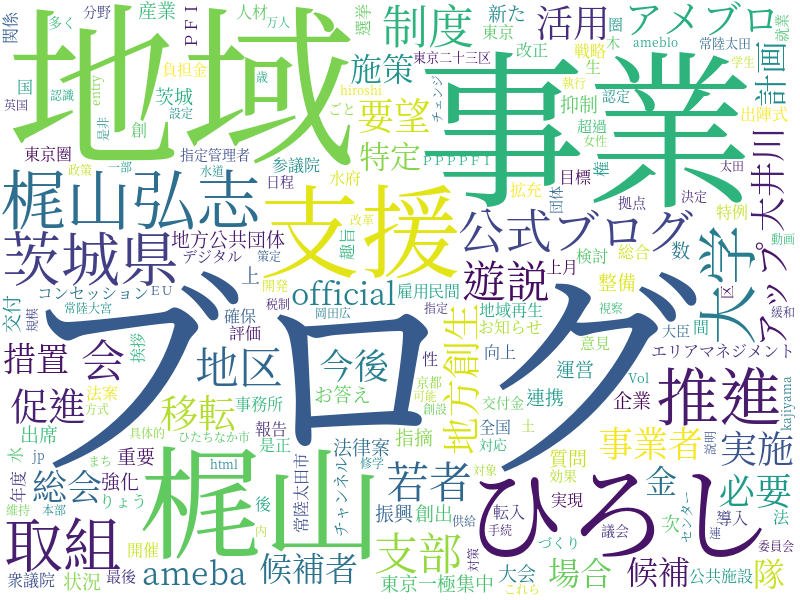 関係
分野
産業
人材
万人
選挙
新た
圏
就業
多く
ＰＦＩ
制度
東京
活用
木
ameblo
アメブロ
国
認識
entry
負担金
歳
施策
東京二十三区
改正
戦略
常陸太田
学生
英国
茨城
設定
hiroshi
チェンジ
生
執行
計画
地域
事業
是非
創
ごと
要望
抑制
認定
出陣式
超過
女性
東京圏
指定管理者
参議院
特定
ＰＰＰＰＦＩ
権
政策
一部
水道
日程
水府
目標
太田
大井川
梶山弘志
支援
拡充
団体
拠点
決定
特例
動画
改革
趣旨
公式ブログ
地方公共団体
デジタル
策定
茨城県
上
検討
総合
数
大学
アップ
区
遊説
上月
整備
開発
コンセッション
ＥＵ
税制
official
雇用
民間
地域再生
視察
緩和
交付
規模
常陸大宮
確保
評価
岡田広
お知らせ
指定
大臣
間
措置
会
挨拶
ブログ
地区
今後
性
向上
意見
エリアマネジメント
地方創生
運営
kajiyama
促進
法案
方式
移転
事務所
お答え
京都
可能
創設
交付金
連携
Vol
企業
推進
出席
具体的
ひたちなか市
報告
是正
法律案
指摘
全国
対応
土
事業者
説明
実施
水
jp
まち
重要
html
梶山
チャンネル
若者
質問
効果
ひろし
年度
維持
本部
総会
強化
りょう
常陸太田市
修学
対象
金
必要
取組
後
振興
創出
供給
転入
実現
次
センター
導入
法
開催
内
支部
づくり
手続
議会
連
委員会
衆議院
状況
最後
ameba
候補者
東京一極集中
大会
これら
対策
場合
候補
公共施設
隊